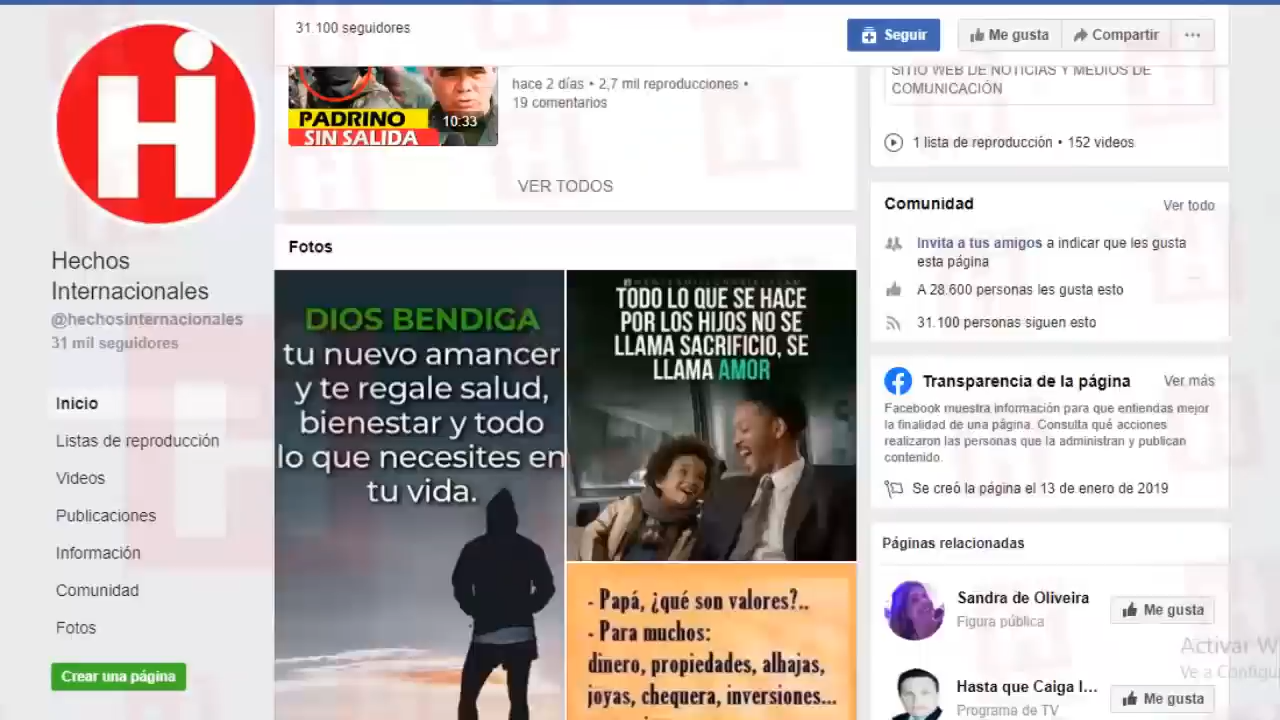 Hi
Hechos
Internacionales
@hechosinternacionales
31 mil seguidores
Inicio
Listas de reproducción
Videos
Publicaciones
Información
Comunidad
Fotos
Crear una página
31.100 seguidores
Seguir
Me gusta
Compartir
PADRINO
SIN SALIDA
10:33
hace 2 días • 2,7 mil reproducciones •
19 comentarios
VER TODOS
Fotos
DIOS BENDIGA
tu nuevo amancer
y te regale salud,
bienestar y todo
lo que necesites en
tu vida.
TODO LO QUE SE HACE
POR LOS HIJOS NO SE
LLAMA SACRIFICIO, SE
LLAMA AMOR
- Papá, ¿qué son valores?..
- Para muchos:
dinero, propiedades, alhajas,
joyas, chequera, inversiones...
SITIO WEB DE NOTICIAS Y MEDIOS DE
COMUNICACIÓN
1 lista de reproducción • 152 videos
Comunidad
Ver todo
Invita a tus amigos a indicar que les gusta
esta página
A 28.600 personas les gusta esto
31.100 personas siguen esto
Transparencia de la página
Ver más
Facebook muestra información para que entiendas mejor
la finalidad de una página. Consulta qué acciones
realizaron las personas que la administran y publican
contenido.
Se creó la página el 13 de enero de 2019
Páginas relacionadas
Sandra de Oliveira
Figura pública
Me gusta
Hasta que Caiga l...
Programa de TV
Me gusta
Activar W
Ve a Configu